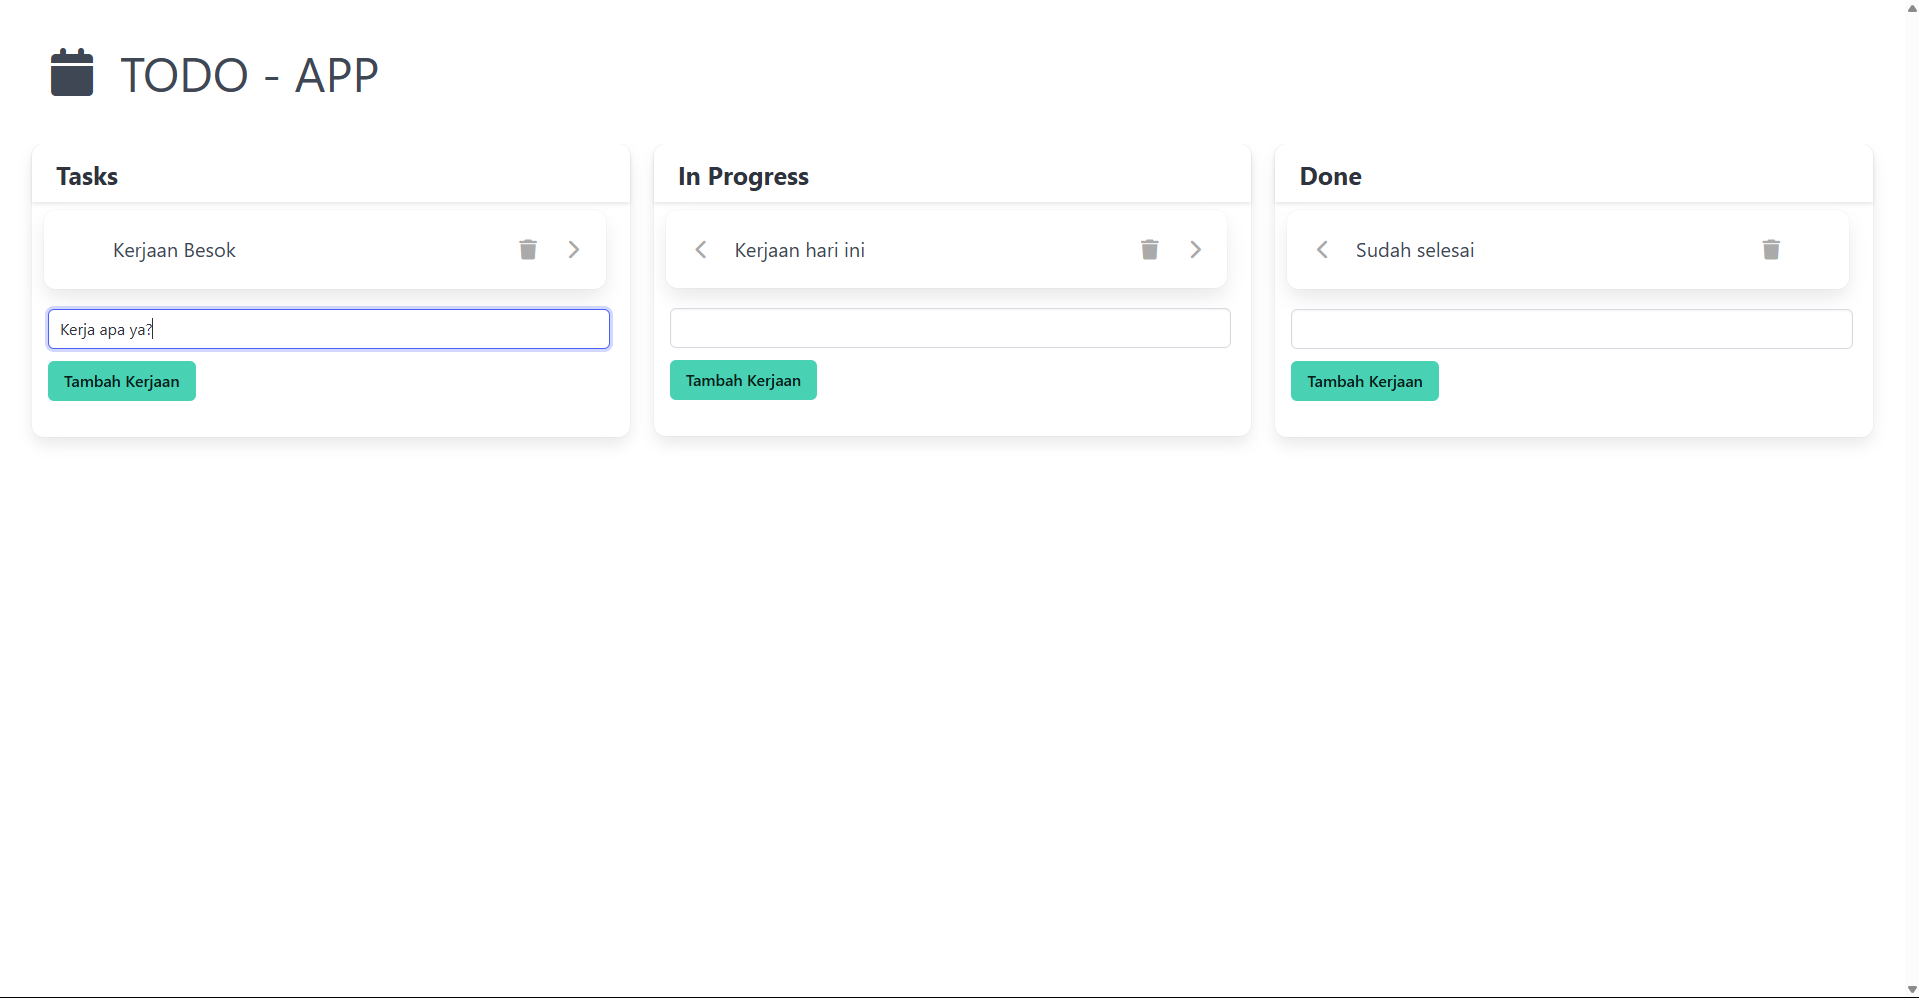 TODO - APP
Tasks
Kerjaan Besok
Kerja apa ya?
Tambah Kerjaan
In Progress
Kerjaan hari ini
Tambah Kerjaan
Done
Sudah selesai
Tambah Kerjaan